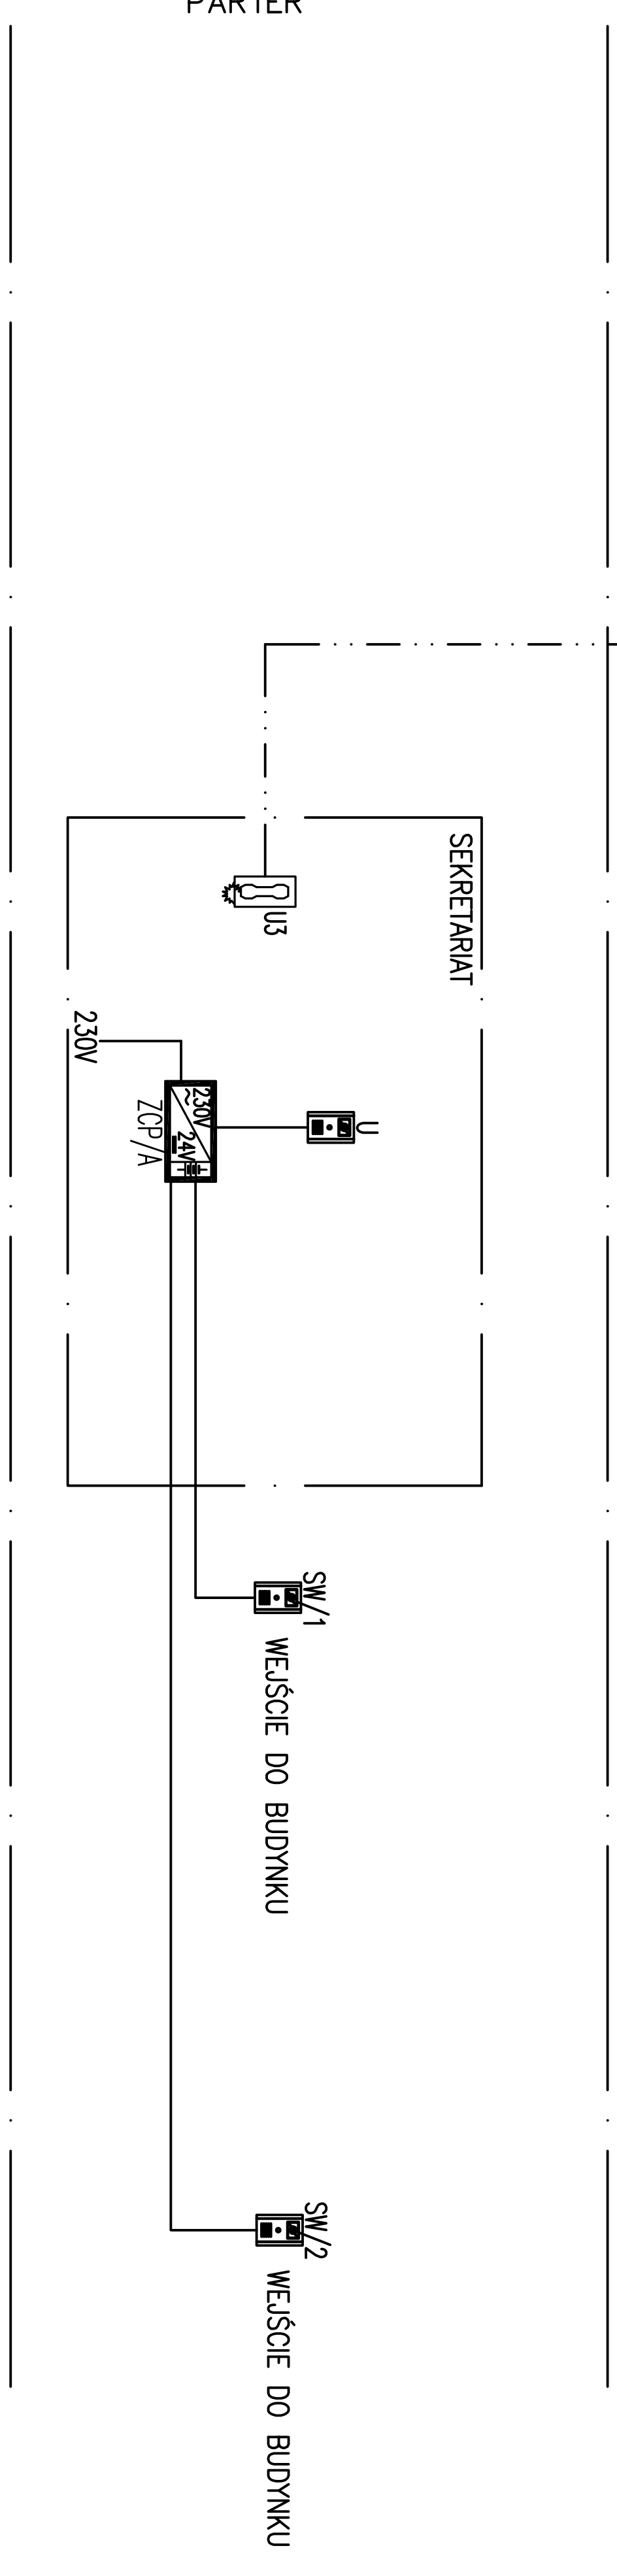 PARTER
SEKRETARIAT
U3
230V
230V
24V
ZCP/A
U
SW/1
WEJŚCIE DO BUDYNKU
SW/2
WEJŚCIE DO BUDYNKU